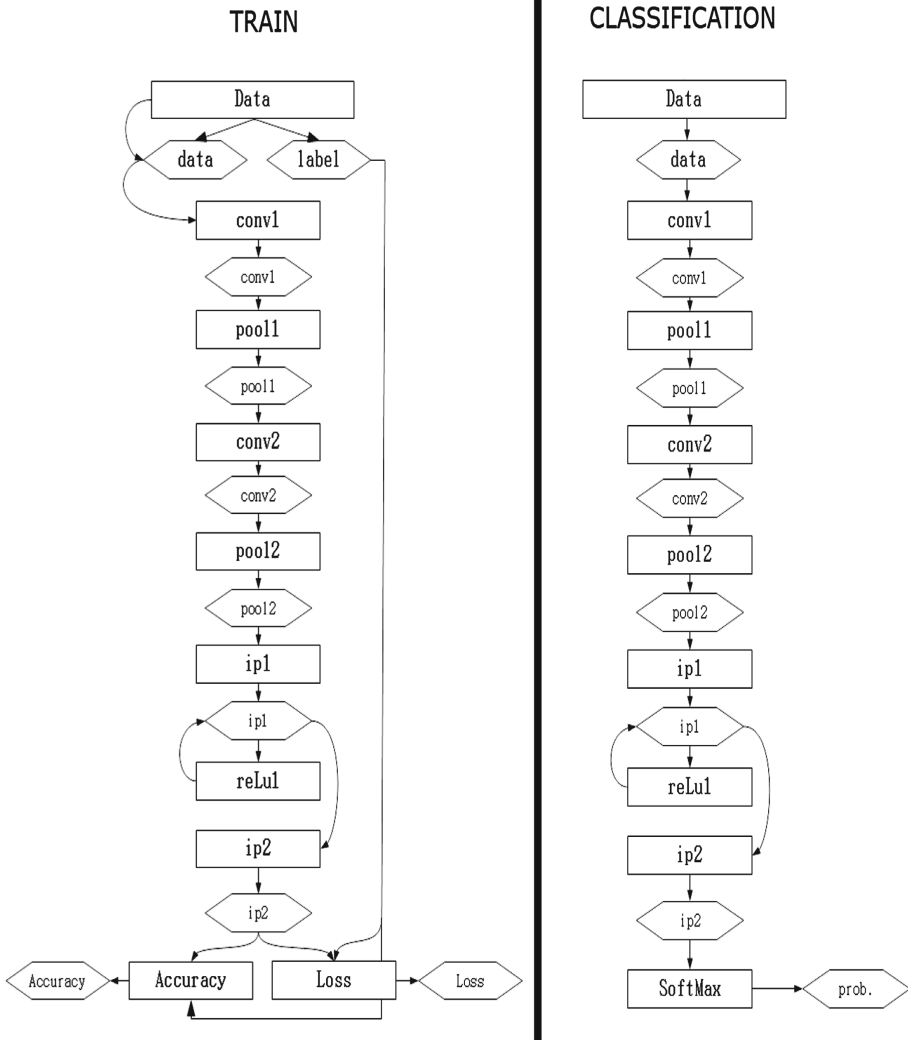 TRAIN
Data
data label
conv1
conv1
pool1
pool1
conv2
conv2
pool2
pool2
ip1
ip1
reLu1
ip2
ip2
Accuracy Accuracy Loss Loss
CLASSIFICATION
Data
data
conv1
conv1
pool1
pool1
conv2
conv2
pool2
pool2
ip1
ip1
reLu1
ip2
ip2
SoftMax prob.